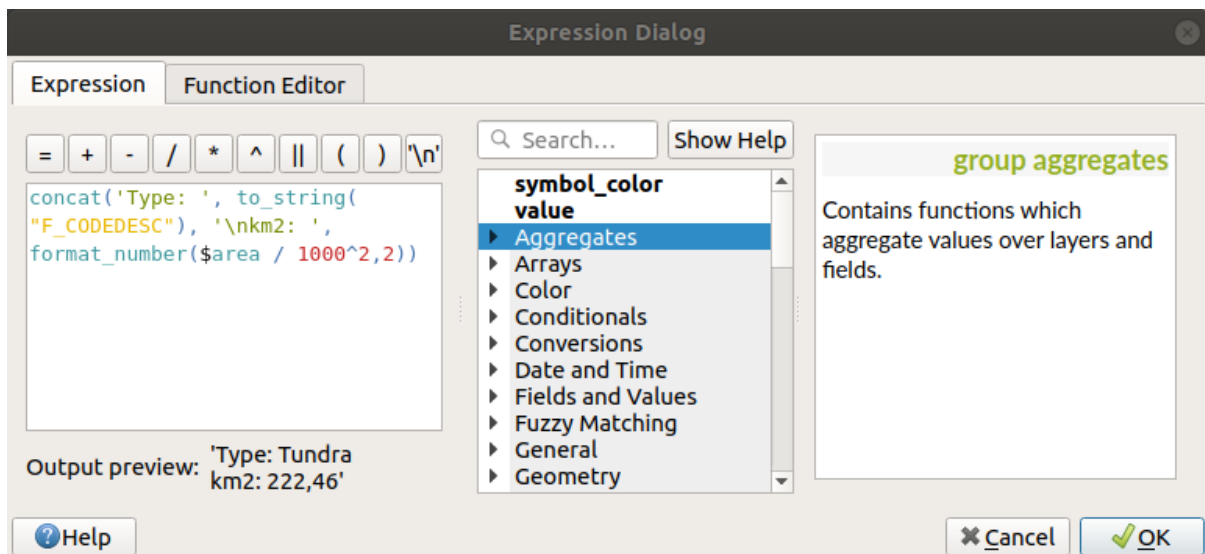 Expression Dialog
Expression
Function Editor
= + - / * ^ || ( ) '\n'
concat('Type: ', to_string(
"F_CODEDESC"), '\nkm2: ',
format_number($area / 1000^2,2))
Output preview:
'Type: Tundra
km2: 222,46'
Search...
Show Help
symbol_color
value
Aggregates
Arrays
Color
Conditionals
Conversions
Date and Time
Fields and Values
Fuzzy Matching
General
Geometry
group aggregates
Contains functions which
aggregate values over layers and
fields.
Help
Cancel
OK